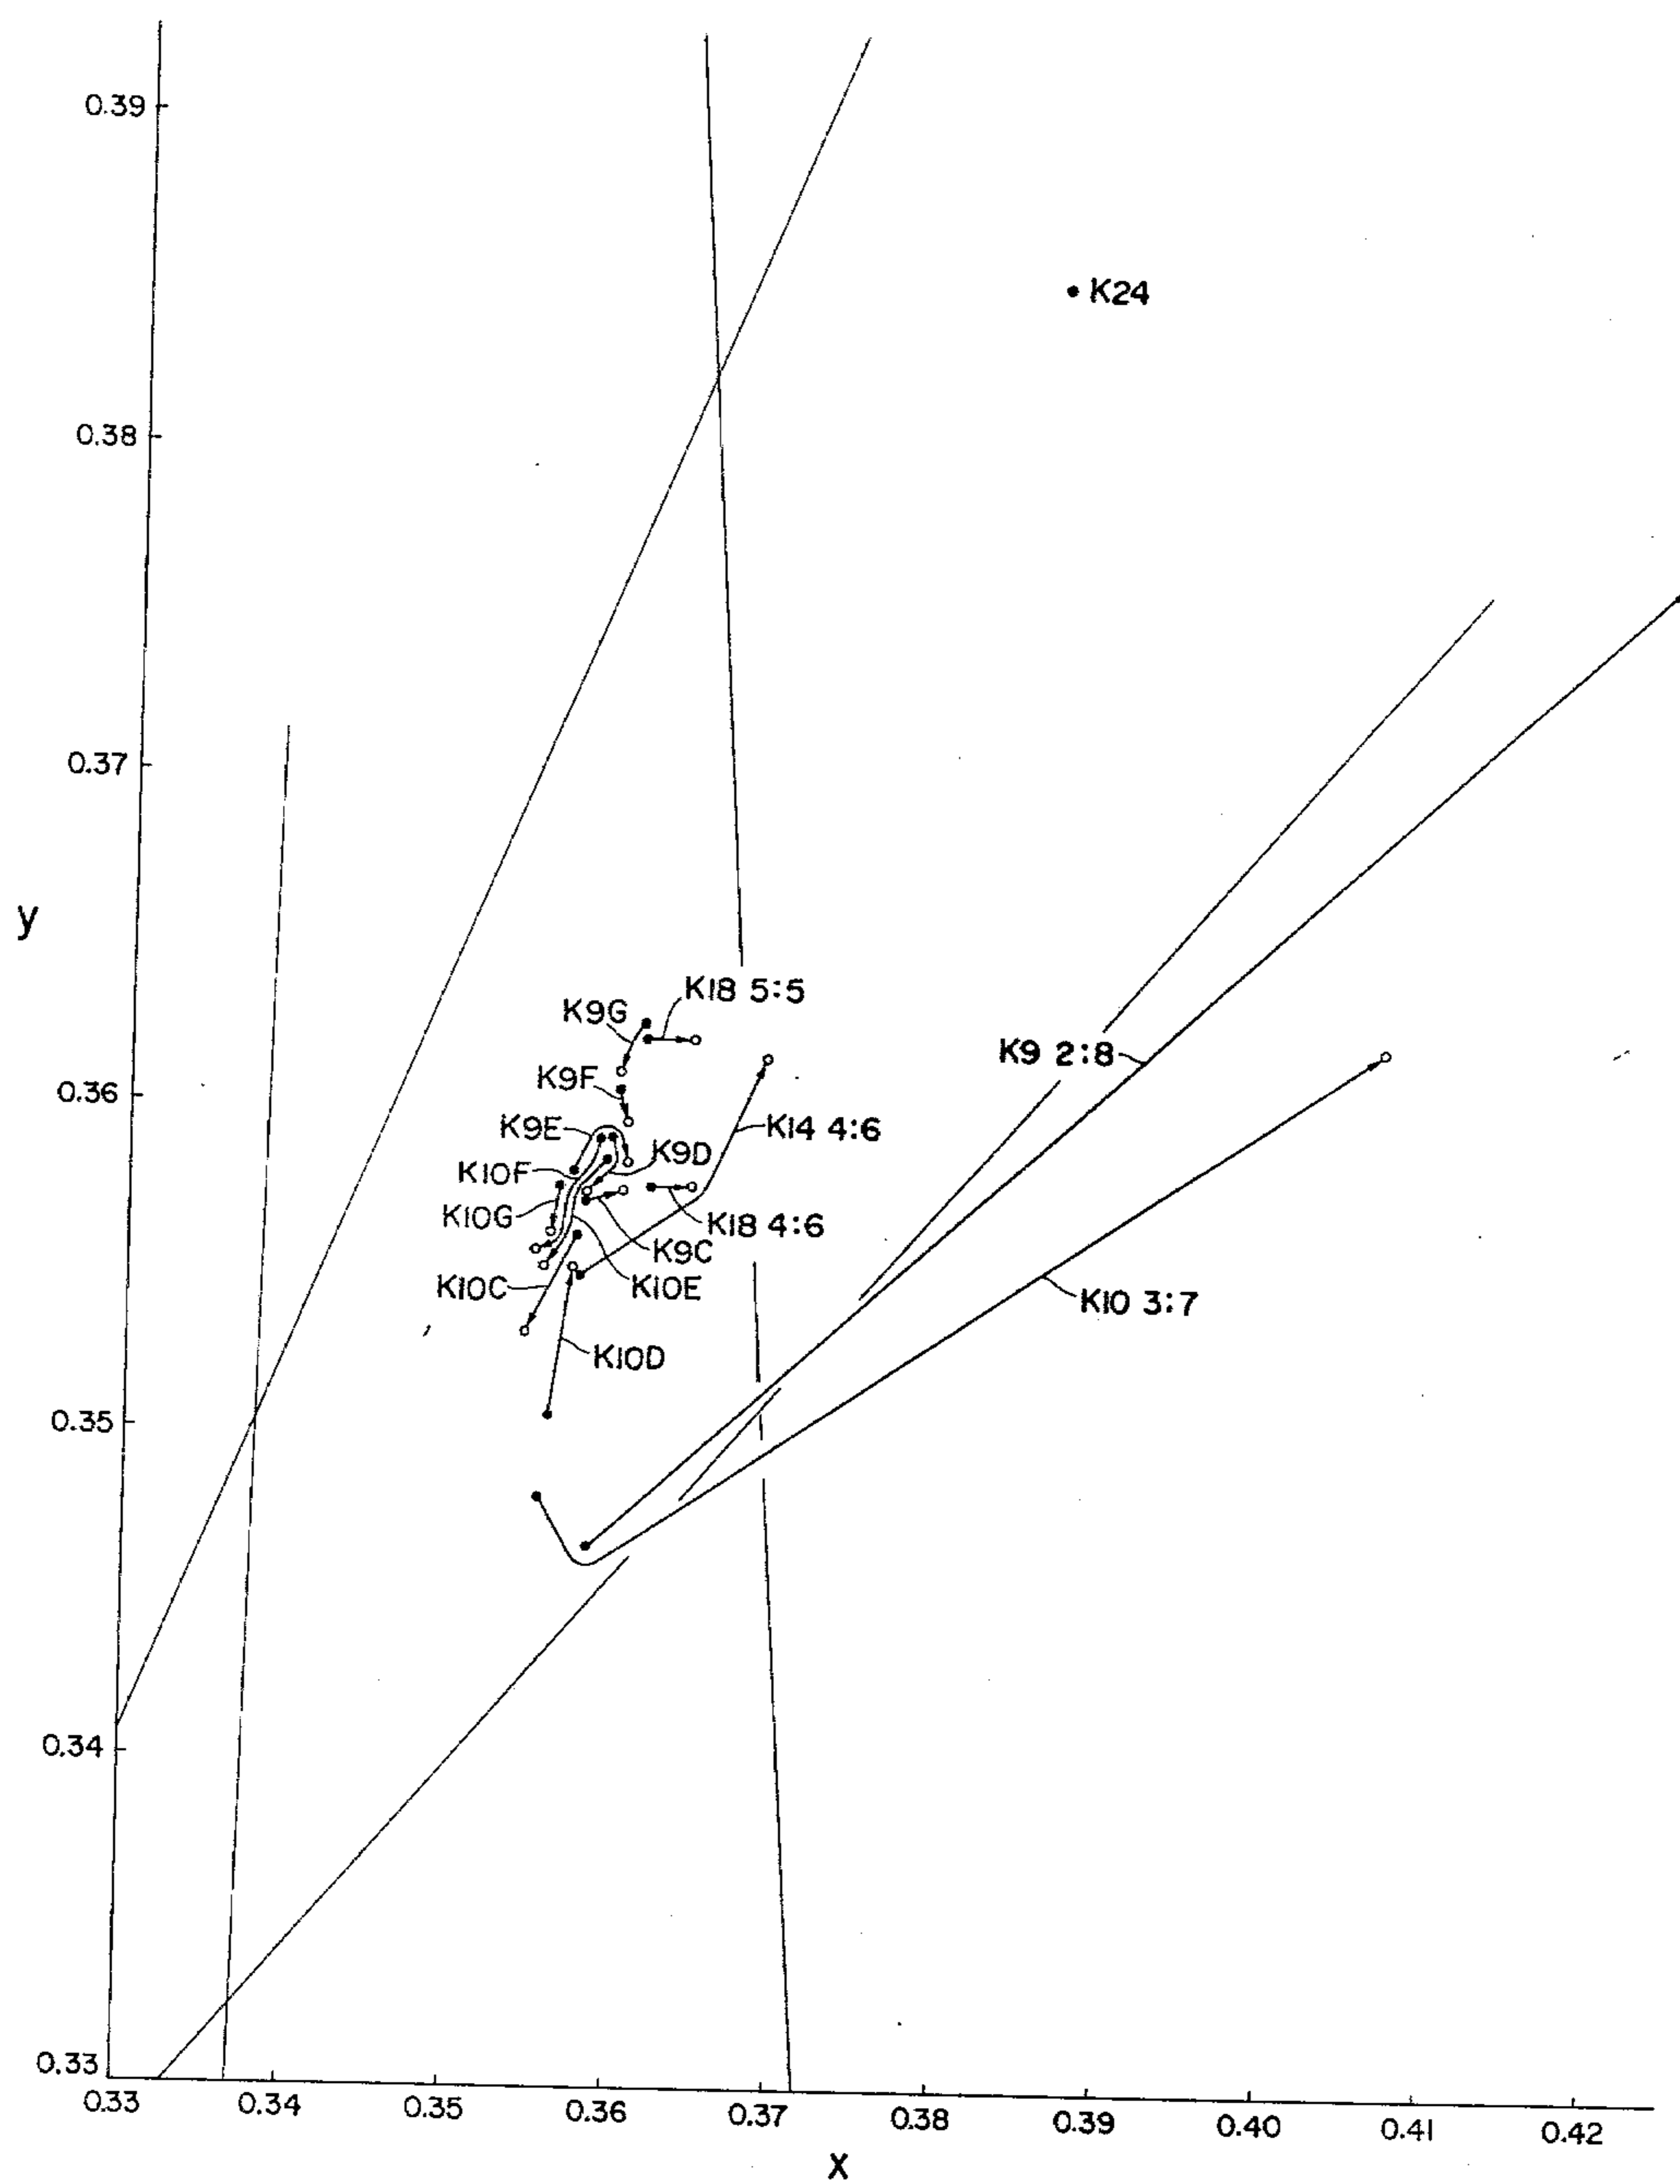 0.39
K24
0.38
0.37
y
K18 5:5
K9G
K9 2:8
K9F
0.36
K9E
K14 4:6
K9D
K10F
K10G
K18 4:6
K9C
K10C
K10E
K10 3:7
K10D
0.35
0.34
0.33
0.33 0.34 0.35 0.36 0.37 0.38 0.39 0.40 0.41 0.42
x